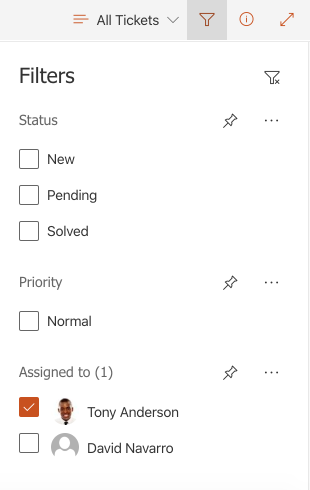 All Tickets
Filters
Status
New
Pending
Solved
Priority
Normal
Assigned to (1)
Tony Anderson
David Navarro